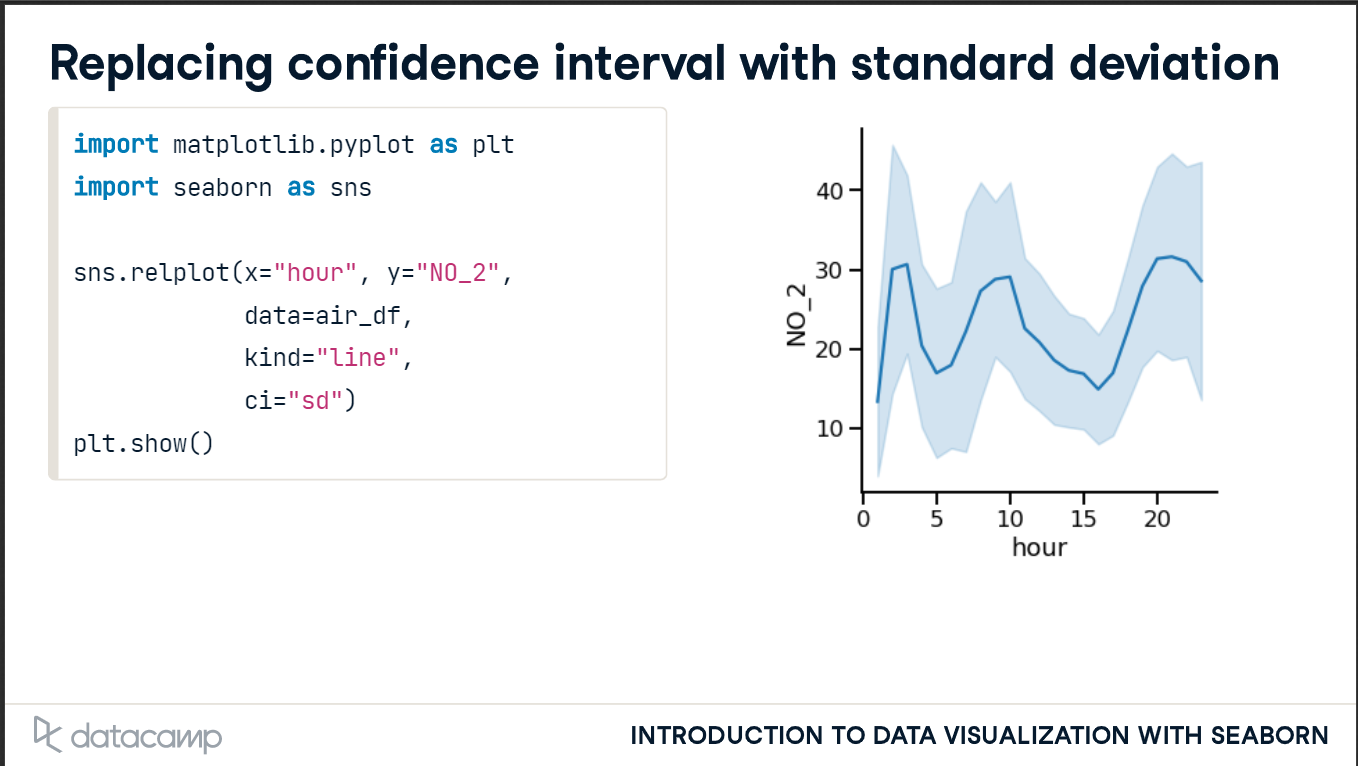 Replacing confidence interval with standard deviation
import matplotlib.pyplot as plt
import seaborn as sns
sns.relplot(x="hour", y="NO_2",
            data=air_df,
            kind="line",
            ci="sd")
plt.show()
40
30
20
10
NO_2
0 5 10 15 20
hour
datacamp
INTRODUCTION TO DATA VISUALIZATION WITH SEABORN